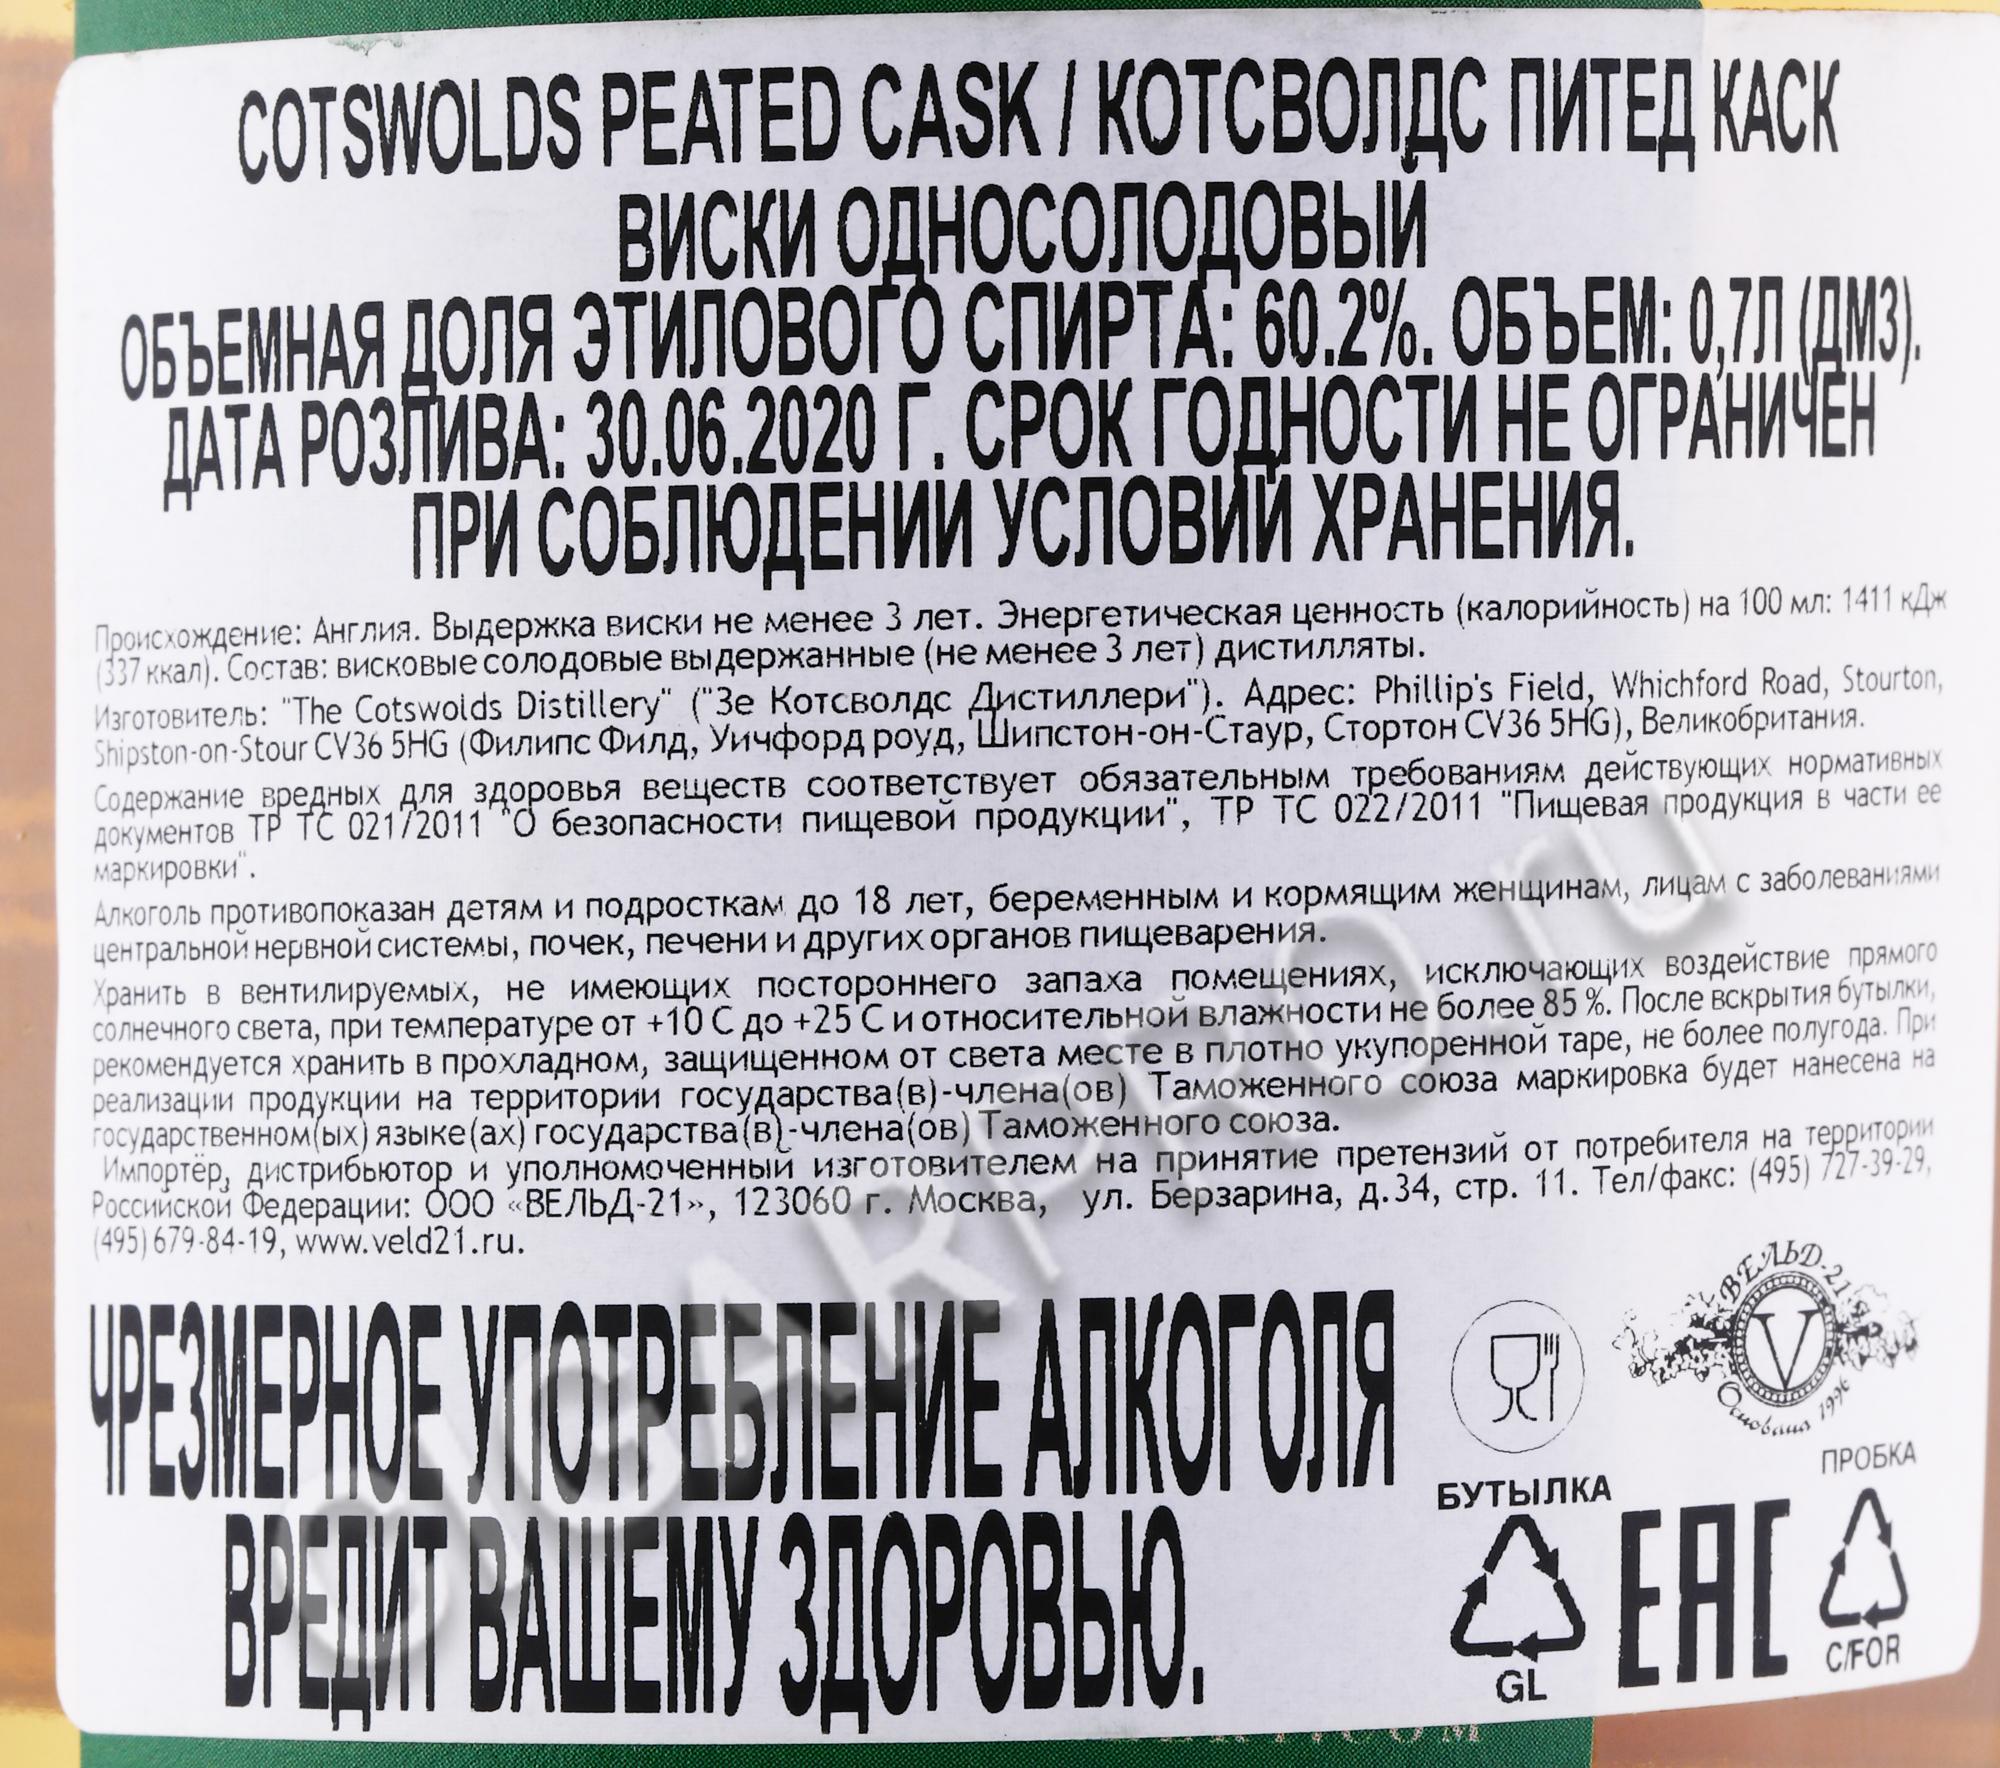 COTSWOLDS PEATED CASK / КОТСВОЛДС ПИТЕД КАСК
ВИСКИ ОДНОСОЛОДОВЫЙ
ОБЪЕМНАЯ ДОЛЯ ЭТИЛОВОГО СПИРТА: 60.2%. ОБЪЕМ: 0,7Л (ДМ3).
ДАТА РОЗЛИВА: 30.06.2020 Г. СРОК ГОДНОСТИ НЕ ОГРАНИЧЕН
ПРИ СОБЛЮДЕНИИ УСЛОВИЙ ХРАНЕНИЯ.
Происхождение: Англия. Выдержка виски не менее 3 лет. Энергетическая ценность (калорийность) на 100 мл: 1411 кДж
(337 ккал). Состав: висковые солодовые выдержанные (не менее 3 лет) дистилляты.
Изготовитель: "The Cotswolds Distillery" ("Зе Котсволдс Дистиллери"). Адрес: Phillip's Field, Whichford Road, Stourton,
Shipston-on-Stour CV36 5HG (Филипс Филд, Уичфорд роуд, Шипстон-он-Стаур, Стортон CV36 5HG), Великобритания.
Содержание вредных для здоровья веществ соответствует обязательным требованиям действующих нормативных
документов ТР ТС 021/2011 "О безопасности пищевой продукции", ТР ТС 022/2011 "Пищевая продукция в части ее
маркировки".
Алкоголь противопоказан детям и подросткам до 18 лет, беременным и кормящим женщинам, лицам с заболеваниями
центральной нервной системы, почек, печени и других органов пищеварения.
Хранить в вентилируемых, не имеющих постороннего запаха помещениях, исключающих воздействие прямого
солнечного света, при температуре от +10 С до +25 С и относительной влажности не более 85 %. После вскрытия бутылки,
рекомендуется хранить в прохладном, защищенном от света месте в плотно укупоренной таре, не более полугода. При
реализации продукции на территории государства(в)-члена(ов) Таможенного союза маркировка будет нанесена на
государственном(ых) языке(ах) государства(в)-члена(ов) Таможенного союза.
Импортёр, дистрибьютор и уполномоченный изготовителем на принятие претензий от потребителя на территории
Российской Федерации: ООО «ВЕЛЬД-21», 123060 г. Москва, ул. Берзарина, д.34, стр. 11. Тел/факс: (495) 727-39-29,
(495) 679-84-19, www.veld21.ru.
ЧРЕЗМЕРНОЕ УПОТРЕБЛЕНИЕ АЛКОГОЛЯ
ВРЕДИТ ВАШЕМУ ЗДОРОВЬЮ.
ВЕЛЬД-21
V
Основана 1996
БУТЫЛКА
GL
EAC
ПРОБКА
C/FOR
CIGARPRO.ru